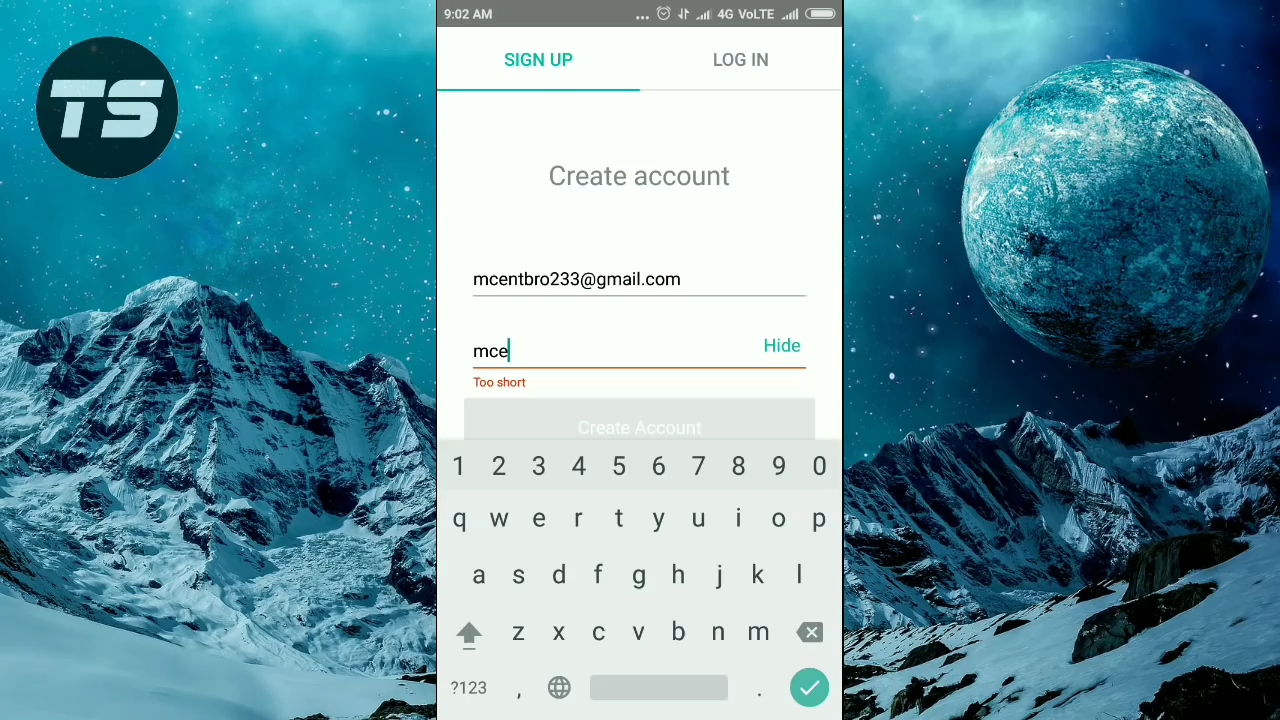 TS
9:02 AM ... 4G VoLTE
SIGN UP LOG IN
Create account
mcentbro233@gmail.com
mce Hide
Too short
Create Account
1 2 3 4 5 6 7 8 9 0
q w e r t y u i o p
a s d f g h j k l
z x c v b n m
?123 , .